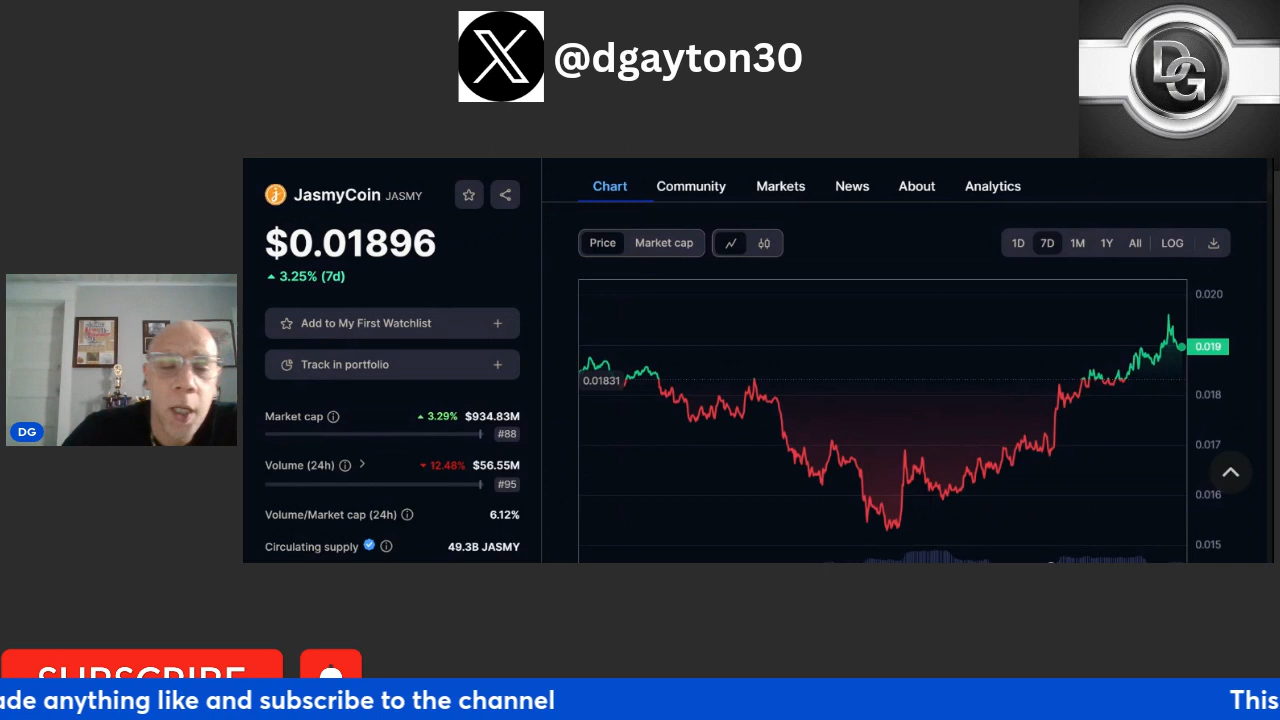 @dgayton30
DG
JasmyCoin JASMY
$0.01896
3.25% (7d)
Add to My First Watchlist
Track in portfolio
Market cap 3.29% $934.83M
#88
Volume (24h) 12.48% $56.55M
#95
Volume/Market cap (24h) 6.12%
Circulating supply 49.3B JASMY
Chart Community Markets News About Analytics
Price Market cap
1D 7D 1M 1Y All LOG
0.020
0.019
0.01831
0.018
0.017
0.016
0.015
DG
SUBSCRIBE
ade anything like and subscribe to the channel
This